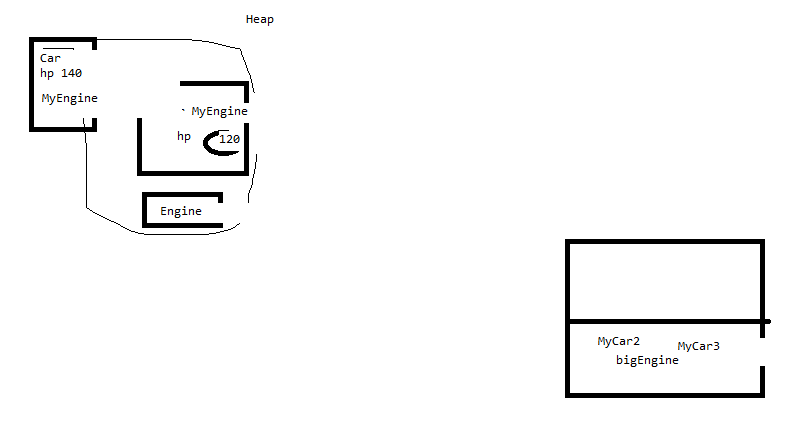 Heap
Car
hp 140
MyEngine
MyEngine
hp 120
Engine
MyCar2 MyCar3
bigEngine